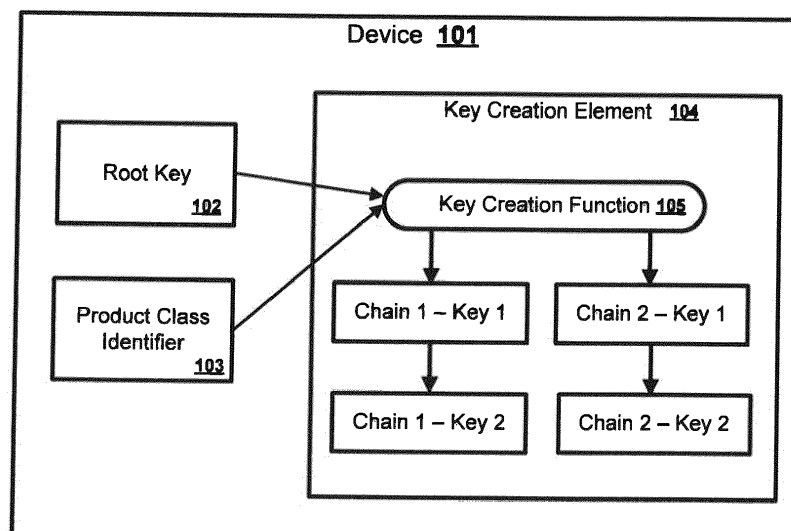 Device 101
Key Creation Element 104
Root Key
102
Key Creation Function 105
Product Class
Identifier
103
Chain 1 – Key 1
Chain 2 – Key 1
Chain 1 – Key 2
Chain 2 – Key 2